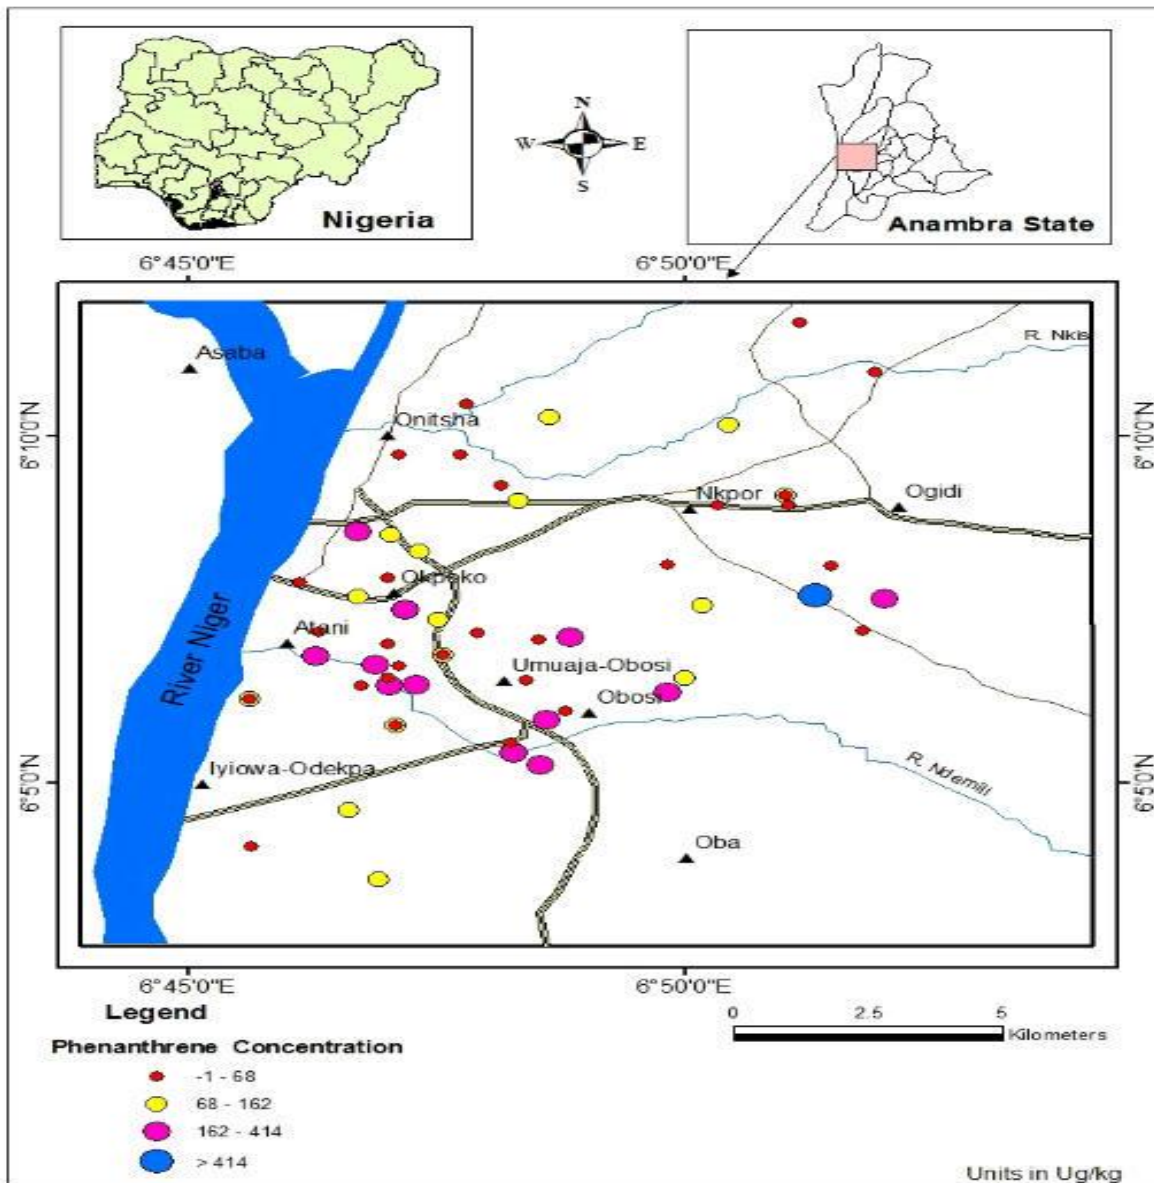 N
W E
S
Nigeria
Anambra State
6°45'0"E 6°50'0"E
R. Nkis
Asaba
6°10'0"N
Onitsha
6°10'0"N
Nkpor
Ogidi
Okpoko
River Niger
Atani
Umuaja-Obosi
Obosi
6°5'0"N
Iyiowa-Odekpa
R. Ndemili
6°5'0"N
Oba
6°45'0"E 6°50'0"E
Legend
0 2.5 5
Kilometers
Phenanthrene Concentration
-1 - 68
68 - 162
162 - 414
> 414
Units in Ug/kg